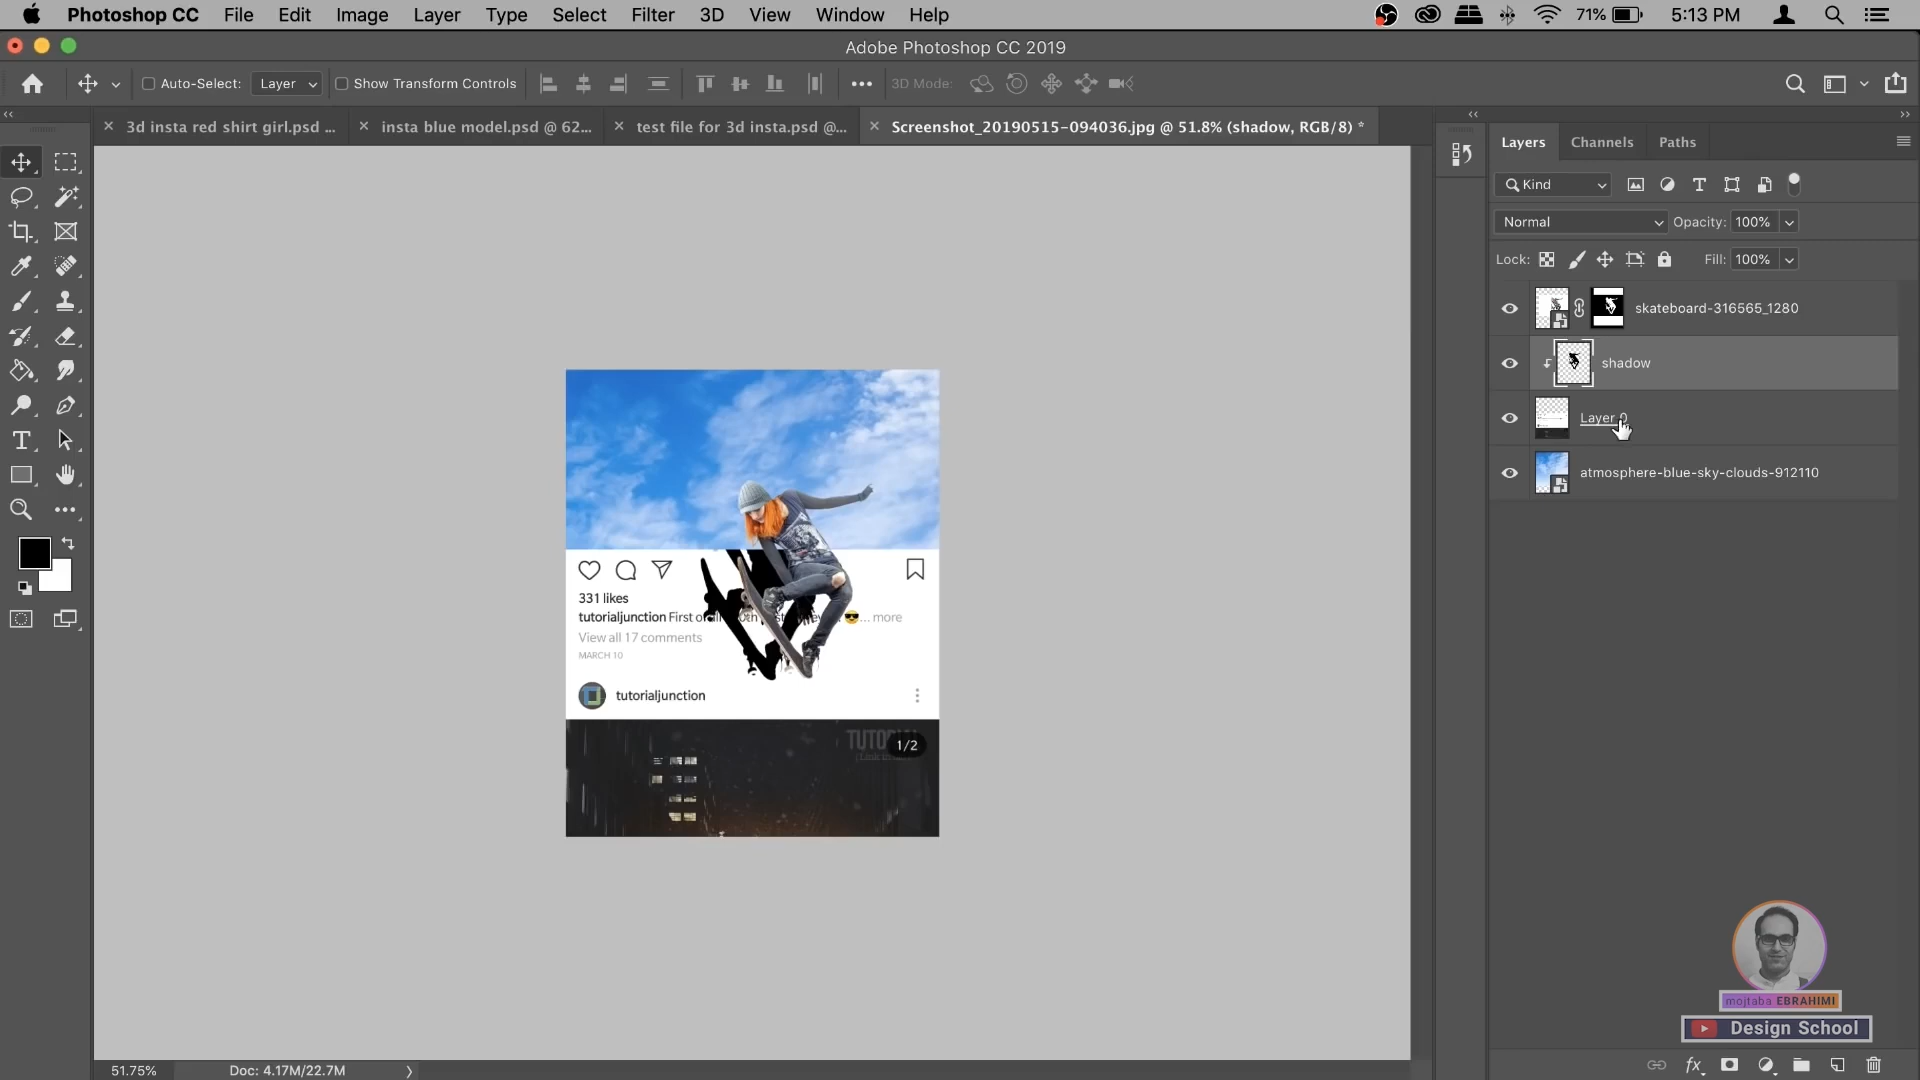 Photoshop CC File Edit Image Layer Type Select Filter 3D View Window Help 71% 5:13 PM
Adobe Photoshop CC 2019
Auto-Select: Layer Show Transform Controls 3D Mode:
3d insta red shirt girl.psd ... insta blue model.psd @ 62... test file for 3d insta.psd @... Screenshot_20190515-094036.jpg @ 51.8% (shadow, RGB/8) *
Layers Channels Paths
Kind
Normal Opacity: 100%
Lock: Fill: 100%
skateboard-316565_1280
shadow
Layer 0
atmosphere-blue-sky-clouds-912110
331 likes
tutorialjunction First o ... more
View all 17 comments
MARCH 10
tutorialjunction
1/2
mojtaba EBRAHIMI
Design School
51.75% Doc: 4.17M/22.7M